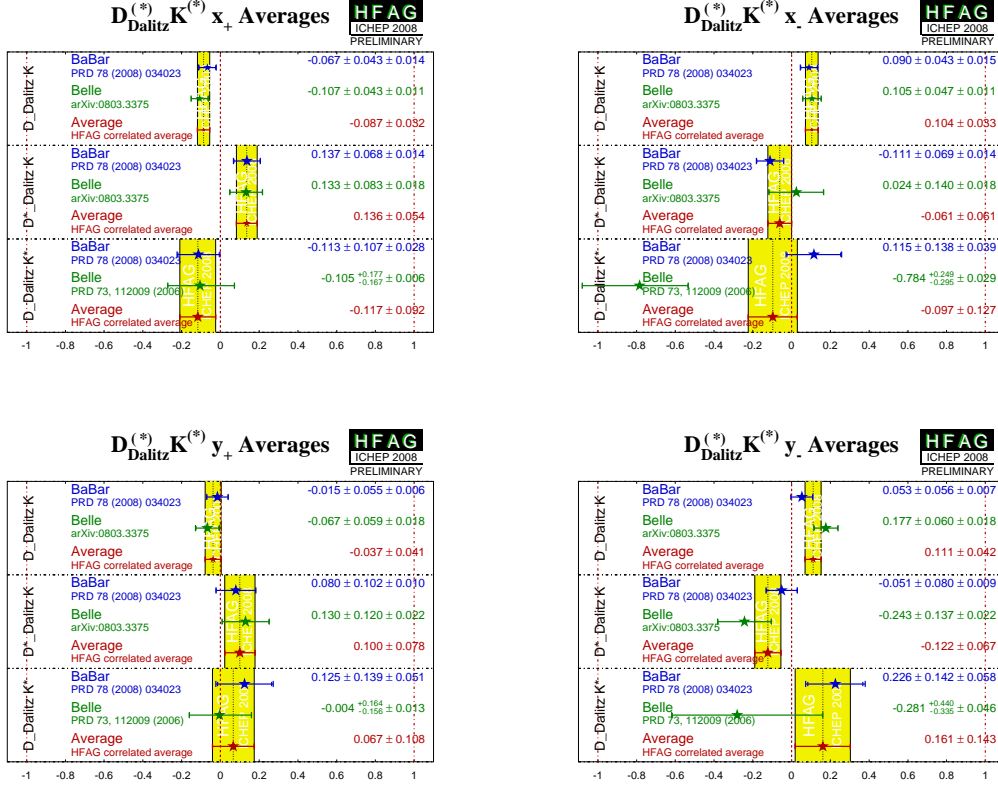 D_Dalitz^(*) K^(*) x_+ Averages
HFAG
ICHEP 2008
PRELIMINARY
D_Dalitz K
BaBar
PRD 78 (2008) 034023
-0.067 ± 0.043 ± 0.014
Belle
arXiv:0803.3375
-0.107 ± 0.043 ± 0.011
Average
HFAG correlated average
-0.087 ± 0.032
D*_Dalitz K
BaBar
PRD 78 (2008) 034023
0.137 ± 0.068 ± 0.014
Belle
arXiv:0803.3375
0.133 ± 0.083 ± 0.018
Average
HFAG correlated average
0.136 ± 0.054
D_Dalitz K*
BaBar
PRD 78 (2008) 034023
-0.113 ± 0.107 ± 0.028
Belle
PRD 73, 112009 (2006)
-0.105 +0.177 -0.167 ± 0.006
Average
HFAG correlated average
-0.117 ± 0.092
-1 -0.8 -0.6 -0.4 -0.2 0 0.2 0.4 0.6 0.8 1
D_Dalitz^(*) K^(*) x_- Averages
HFAG
ICHEP 2008
PRELIMINARY
D_Dalitz K
BaBar
PRD 78 (2008) 034023
0.090 ± 0.043 ± 0.015
Belle
arXiv:0803.3375
0.105 ± 0.047 ± 0.011
Average
HFAG correlated average
0.104 ± 0.033
D*_Dalitz K
BaBar
PRD 78 (2008) 034023
-0.111 ± 0.069 ± 0.014
Belle
arXiv:0803.3375
0.024 ± 0.140 ± 0.018
Average
HFAG correlated average
-0.061 ± 0.061
D_Dalitz K*
BaBar
PRD 78 (2008) 034023
0.115 ± 0.138 ± 0.039
Belle
PRD 73, 112009 (2006)
-0.784 +0.249 -0.295 ± 0.029
Average
HFAG correlated average
-0.097 ± 0.127
-1 -0.8 -0.6 -0.4 -0.2 0 0.2 0.4 0.6 0.8 1
D_Dalitz^(*) K^(*) y_+ Averages
HFAG
ICHEP 2008
PRELIMINARY
D_Dalitz K
BaBar
PRD 78 (2008) 034023
-0.015 ± 0.055 ± 0.006
Belle
arXiv:0803.3375
-0.067 ± 0.059 ± 0.018
Average
HFAG correlated average
-0.037 ± 0.041
D*_Dalitz K
BaBar
PRD 78 (2008) 034023
0.080 ± 0.102 ± 0.010
Belle
arXiv:0803.3375
0.130 ± 0.120 ± 0.022
Average
HFAG correlated average
0.100 ± 0.078
D_Dalitz K*
BaBar
PRD 78 (2008) 034023
0.125 ± 0.139 ± 0.051
Belle
PRD 73, 112009 (2006)
-0.004 +0.164 -0.156 ± 0.013
Average
HFAG correlated average
0.067 ± 0.108
-1 -0.8 -0.6 -0.4 -0.2 0 0.2 0.4 0.6 0.8 1
D_Dalitz^(*) K^(*) y_- Averages
HFAG
ICHEP 2008
PRELIMINARY
D_Dalitz K
BaBar
PRD 78 (2008) 034023
0.053 ± 0.056 ± 0.007
Belle
arXiv:0803.3375
0.177 ± 0.060 ± 0.018
Average
HFAG correlated average
0.111 ± 0.042
D*_Dalitz K
BaBar
PRD 78 (2008) 034023
-0.051 ± 0.080 ± 0.009
Belle
arXiv:0803.3375
-0.243 ± 0.137 ± 0.022
Average
HFAG correlated average
-0.122 ± 0.067
D_Dalitz K*
BaBar
PRD 78 (2008) 034023
0.226 ± 0.142 ± 0.058
Belle
PRD 73, 112009 (2006)
-0.281 +0.440 -0.335 ± 0.046
Average
HFAG correlated average
0.161 ± 0.143
-1 -0.8 -0.6 -0.4 -0.2 0 0.2 0.4 0.6 0.8 1